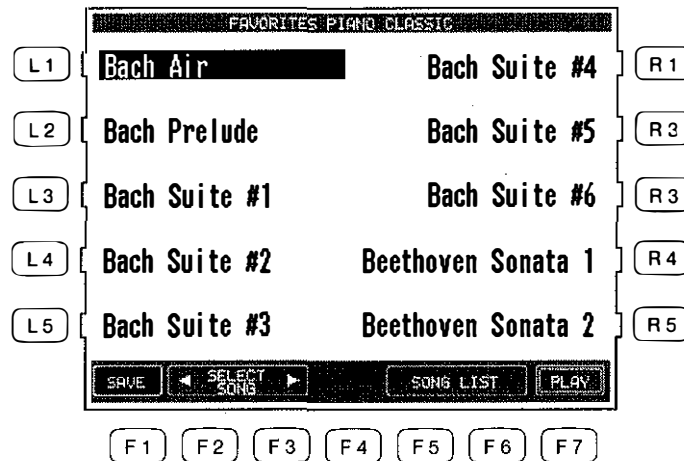 FAVORITES PIANO CLASSIC
L1 Bach Air Bach Suite #4 R1
L2 Bach Prelude Bach Suite #5 R3
L3 Bach Suite #1 Bach Suite #6 R3
L4 Bach Suite #2 Beethoven Sonata 1 R4
L5 Bach Suite #3 Beethoven Sonata 2 R5
SAVE ◄ SELECT SONG ► SONG LIST PLAY
F1 F2 F3 F4 F5 F6 F7